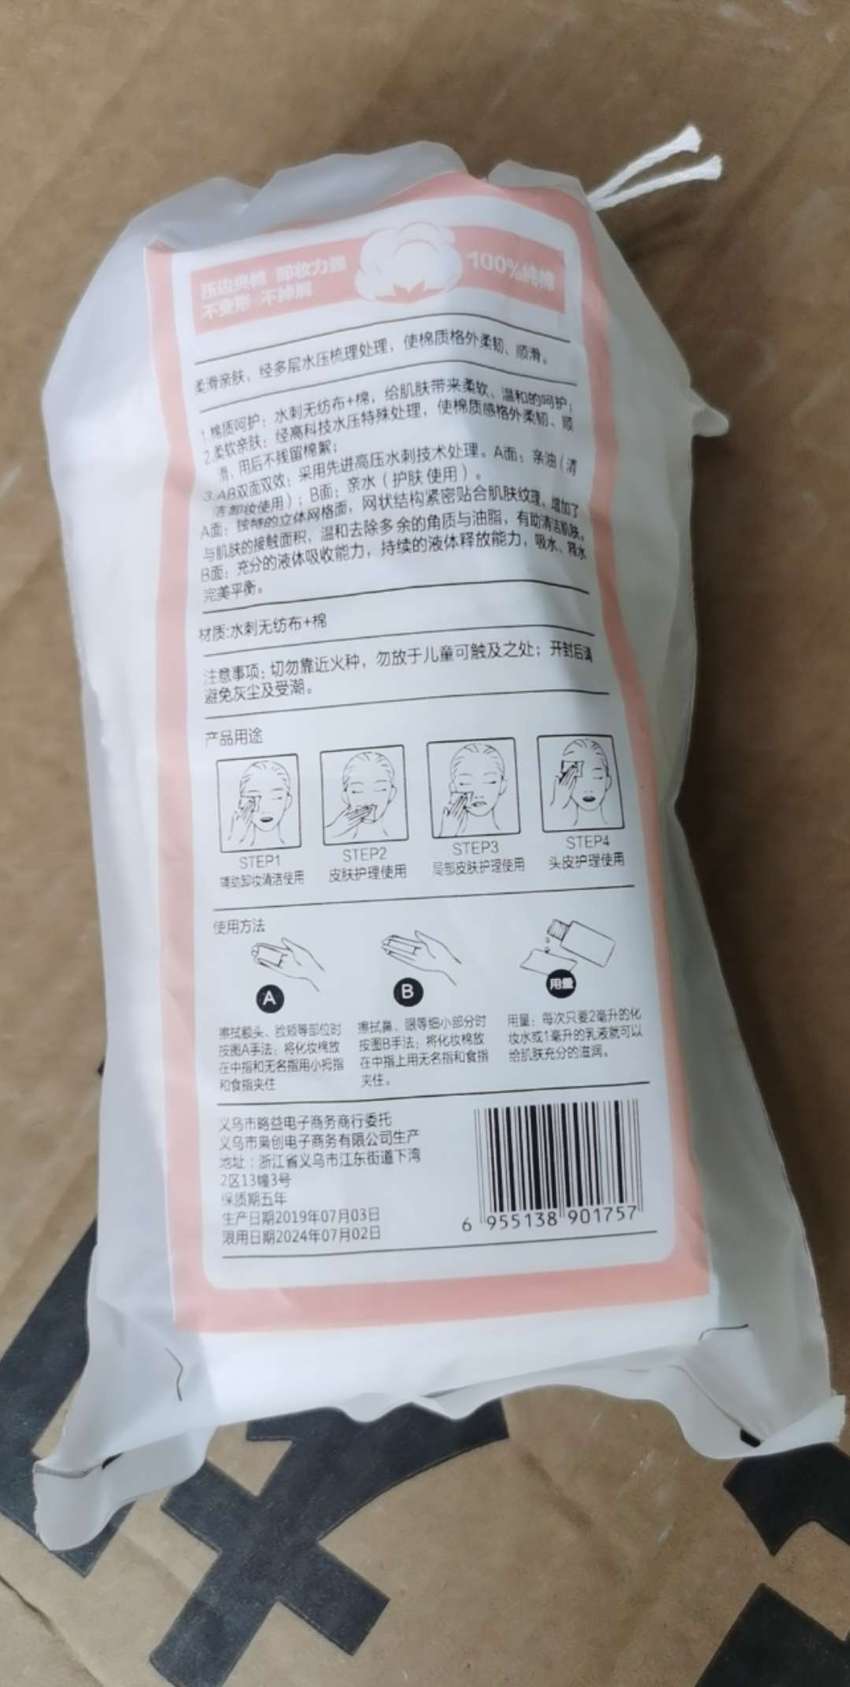 压边纯棉 卸妆力强
不变形 不掉屑
100%纯棉
柔滑亲肤，经多层水压梳理处理，使棉质格外柔韧、顺滑。
1.棉质呵护：水刺无纺布+棉，给肌肤带来柔软、温和的呵护；
2.柔软亲肤：经高科技水压特殊处理，使棉质感格外柔韧、顺
滑，用后不残留棉絮；
3.AB双面双效：采用先进高压水刺技术处理。A面：亲油（清
洁卸妆使用）；B面：亲水（护肤使用）。
A面：独特的立体网格面，网状结构紧密贴合肌肤纹理，增加了
与肌肤的接触面积，温和去除多余的角质与油脂，有助清洁肌肤。
B面：充分的液体吸收能力，持续的液体释放能力，吸水、释水
完美平衡。
材质:水刺无纺布+棉
注意事项：切勿靠近火种，勿放于儿童可触及之处；开封后请
避免灰尘及受潮。
产品用途
STEP1
辅助卸妆清洁使用
STEP2
皮肤护理使用
STEP3
局部皮肤护理使用
STEP4
头皮护理使用
使用方法
A
擦拭额头、脸颊等部位时
按图A手法：将化妆棉放
在中指和无名指用小拇指
和食指夹住
B
擦拭鼻、眼等细小部分时
按图B手法；将化妆棉放
在中指上用无名指和食指
夹住。
用量
用量：每次只要2毫升的化
妆水或1毫升的乳液就可以
给肌肤充分的滋润。
义乌市路益电子商务商行委托
义乌市枭创电子商务有限公司生产
地址：浙江省义乌市江东街道下湾
2区13幢3号
保质期五年
生产日期2019年07月03日
限用日期2024年07月02日
6 955138 901757